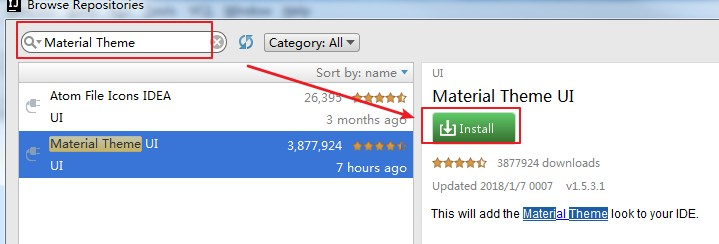 Browse Repositories
Material Theme
Category: All
Sort by: name
Atom File Icons IDEA 26,395
UI 3 months ago
Material Theme UI 3,877,924
UI 7 hours ago
UI
Material Theme UI
Install
3877924 downloads
Updated 2018/1/7 0007 v1.5.3.1
This will add the Material Theme look to your IDE.